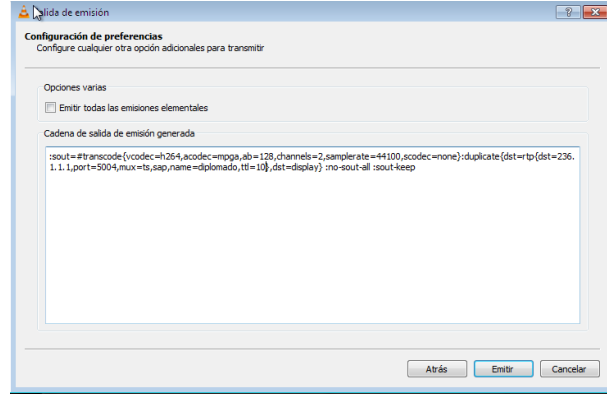 Salida de emisión
Configuración de preferencias
Configure cualquier otra opción adicionales para transmitir
Opciones varias
Emitir todas las emisiones elementales
Cadena de salida de emisión generada
:sout=#transcode{vcodec=h264,acodec=mpga,ab=128,channels=2,samplerate=44100,scodec=none}:duplicate{dst=rtp{dst=236.
1.1.1,port=5004,mux=ts,sap,name=diplomado,ttl=10},dst=display} :no-sout-all :sout-keep
Atrás
Emitir
Cancelar